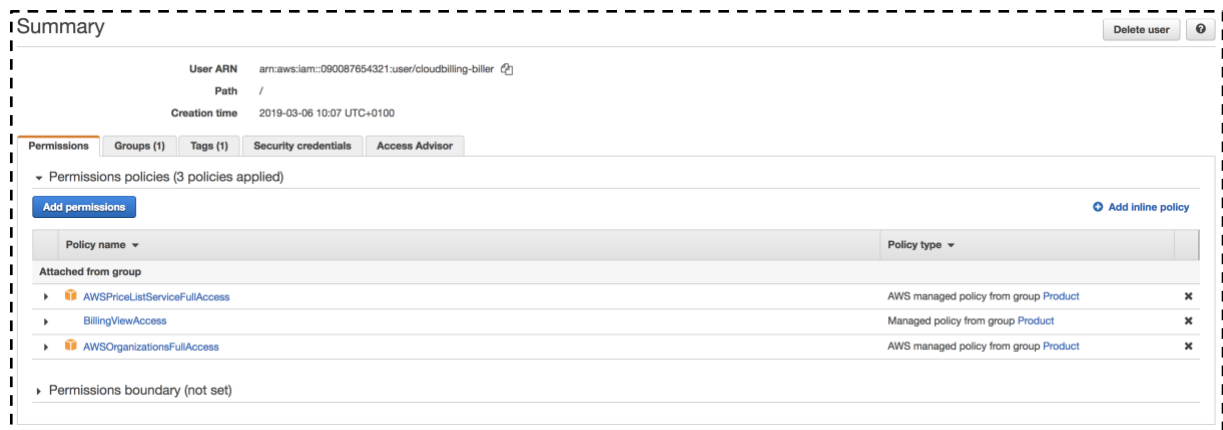 Summary
Delete user
User ARN arn:aws:iam::090087654321:user/cloudbilling-biller
Path /
Creation time 2019-03-06 10:07 UTC+0100
Permissions Groups (1) Tags (1) Security credentials Access Advisor
Permissions policies (3 policies applied)
Add permissions Add inline policy
Policy name Policy type
Attached from group
AWSPriceListServiceFullAccess AWS managed policy from group Product
BillingViewAccess Managed policy from group Product
AWSOrganizationsFullAccess AWS managed policy from group Product
Permissions boundary (not set)